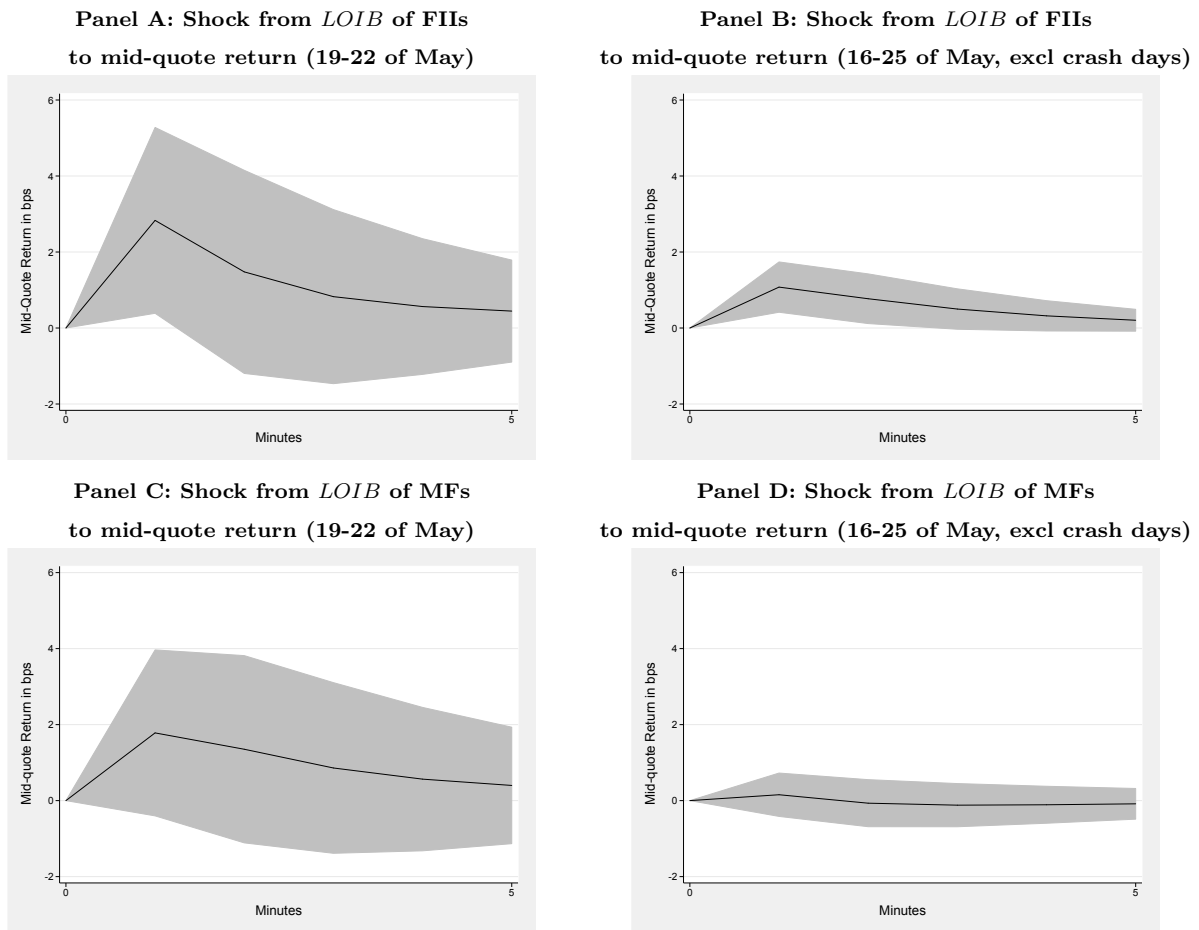 Panel A: Shock from LOIB of FIIs
to mid-quote return (19-22 of May)
6
4
2
0
-2
Mid-Quote Return in bps
0
5
Minutes
Panel B: Shock from LOIB of FIIs
to mid-quote return (16-25 of May, excl crash days)
6
4
2
0
-2
Mid-Quote Return in bps
0
5
Minutes
Panel C: Shock from LOIB of MFs
to mid-quote return (19-22 of May)
6
4
2
0
-2
Mid-quote Return in bps
0
5
Minutes
Panel D: Shock from LOIB of MFs
to mid-quote return (16-25 of May, excl crash days)
6
4
2
0
-2
Mid-quote Return in bps
0
5
Minutes